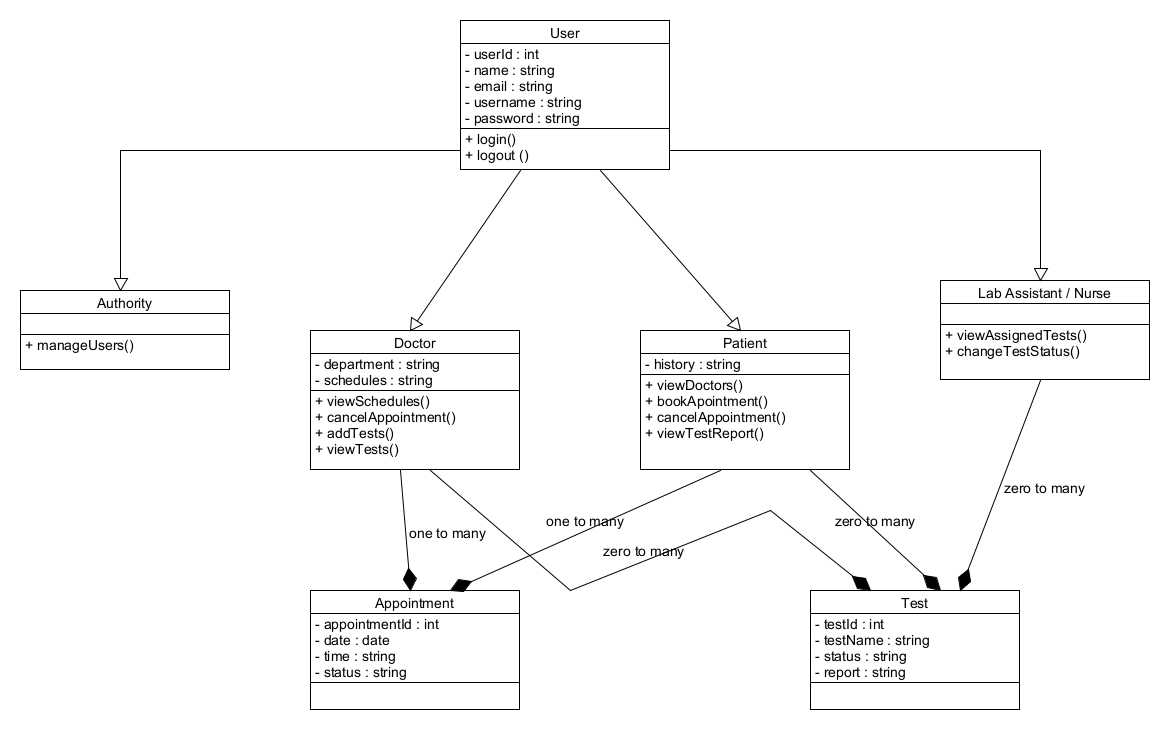 User
- userId : int
- name : string
- email : string
- username : string
- password : string
+ login()
+ logout ()
Authority
+ manageUsers()
Doctor
- department : string
- schedules : string
+ viewSchedules()
+ cancelAppointment()
+ addTests()
+ viewTests()
Patient
- history : string
+ viewDoctors()
+ bookApointment()
+ cancelAppointment()
+ viewTestReport()
Lab Assistant / Nurse
+ viewAssignedTests()
+ changeTestStatus()
one to many
one to many
zero to many
zero to many
zero to many
Appointment
- appointmentId : int
- date : date
- time : string
- status : string
Test
- testId : int
- testName : string
- status : string
- report : string